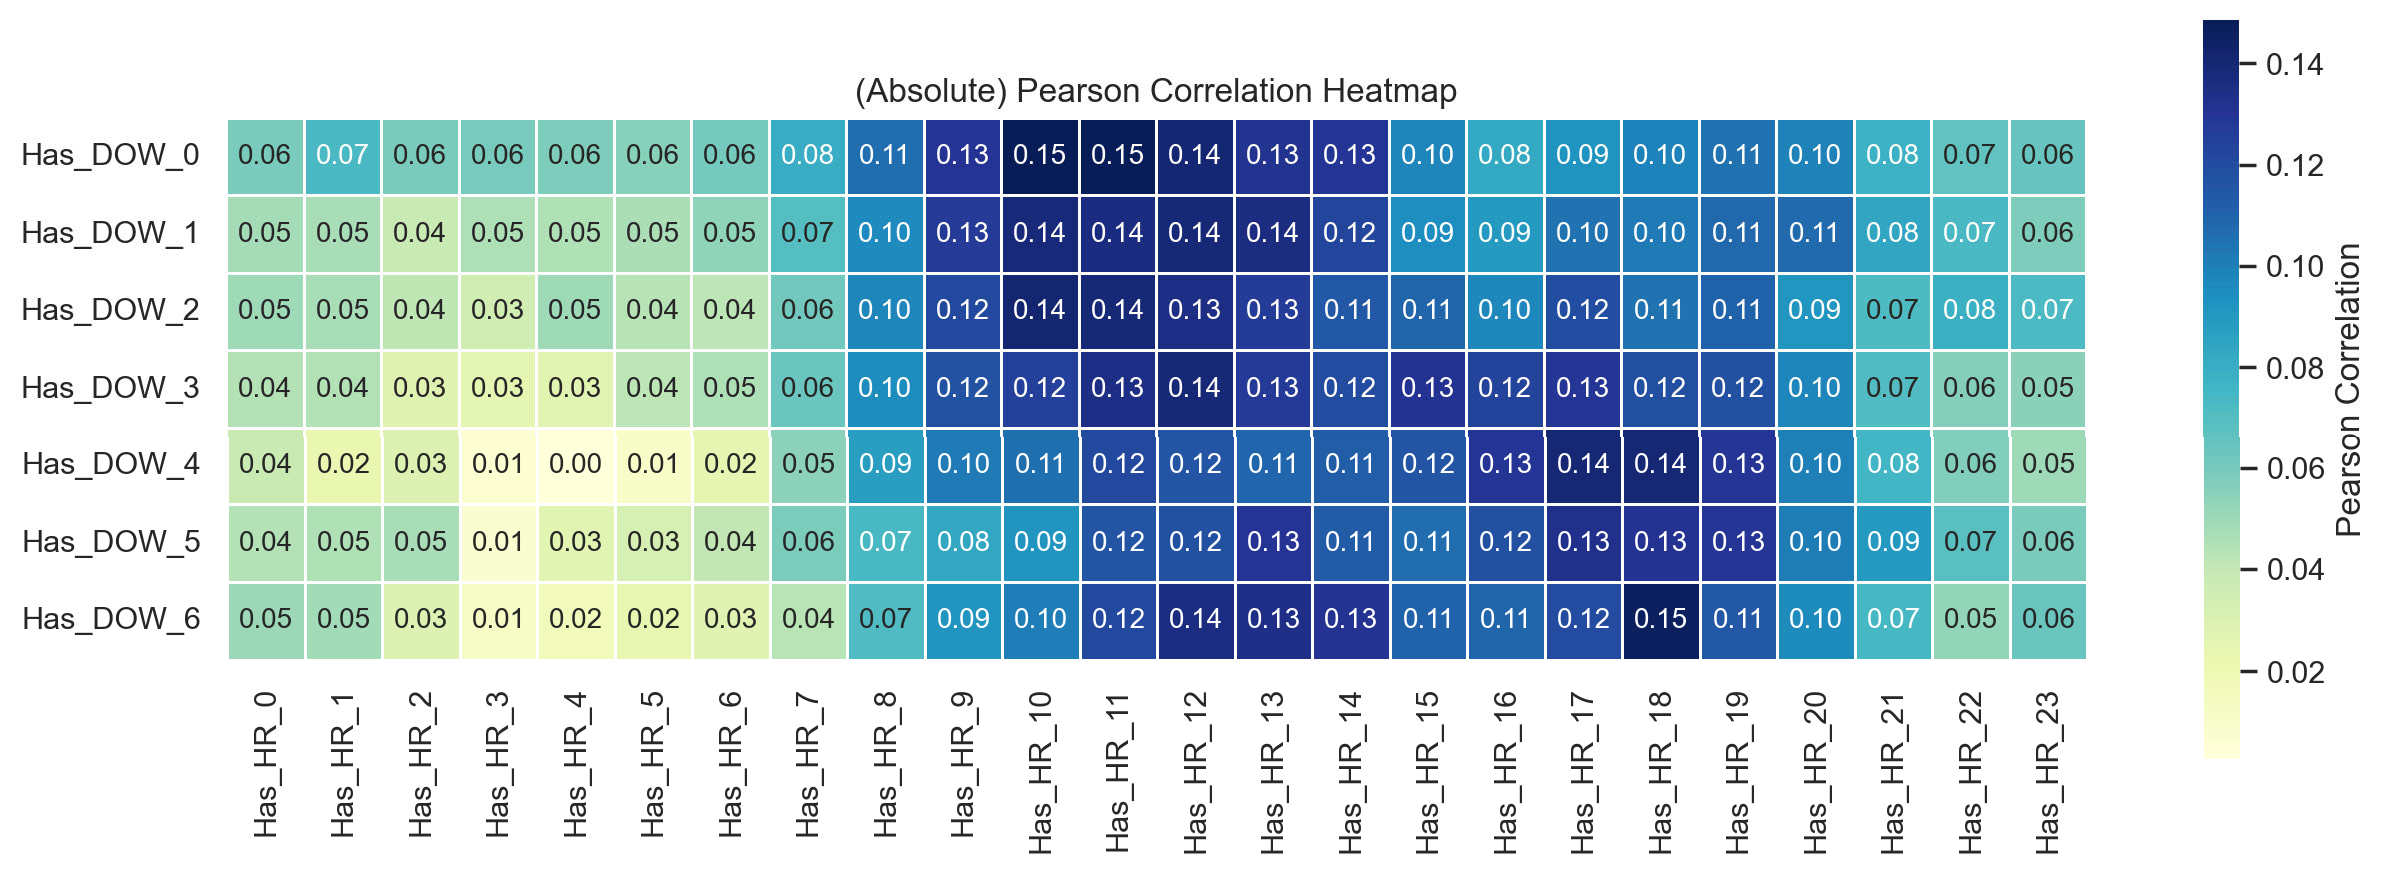 (Absolute) Pearson Correlation Heatmap
Has_DOW_0 0.06 0.07 0.06 0.06 0.06 0.06 0.06 0.08 0.11 0.13 0.15 0.15 0.14 0.13 0.13 0.10 0.08 0.09 0.10 0.11 0.10 0.08 0.07 0.06
Has_DOW_1 0.05 0.05 0.04 0.05 0.05 0.05 0.05 0.07 0.10 0.13 0.14 0.14 0.14 0.14 0.12 0.09 0.09 0.10 0.10 0.11 0.11 0.08 0.07 0.06
Has_DOW_2 0.05 0.05 0.04 0.03 0.05 0.04 0.04 0.06 0.10 0.12 0.14 0.14 0.13 0.13 0.11 0.11 0.10 0.12 0.11 0.11 0.09 0.07 0.08 0.07
Has_DOW_3 0.04 0.04 0.03 0.03 0.03 0.04 0.05 0.06 0.10 0.12 0.12 0.13 0.14 0.13 0.12 0.13 0.12 0.13 0.12 0.12 0.10 0.07 0.06 0.05
Has_DOW_4 0.04 0.02 0.03 0.01 0.00 0.01 0.02 0.05 0.09 0.10 0.11 0.12 0.12 0.11 0.11 0.12 0.13 0.14 0.14 0.13 0.10 0.08 0.06 0.05
Has_DOW_5 0.04 0.05 0.05 0.01 0.03 0.03 0.04 0.06 0.07 0.08 0.09 0.12 0.12 0.13 0.11 0.11 0.12 0.13 0.13 0.13 0.10 0.09 0.07 0.06
Has_DOW_6 0.05 0.05 0.03 0.01 0.02 0.02 0.03 0.04 0.07 0.09 0.10 0.12 0.14 0.13 0.13 0.11 0.11 0.12 0.15 0.11 0.10 0.07 0.05 0.06
Has_HR_0
Has_HR_1
Has_HR_2
Has_HR_3
Has_HR_4
Has_HR_5
Has_HR_6
Has_HR_7
Has_HR_8
Has_HR_9
Has_HR_10
Has_HR_11
Has_HR_12
Has_HR_13
Has_HR_14
Has_HR_15
Has_HR_16
Has_HR_17
Has_HR_18
Has_HR_19
Has_HR_20
Has_HR_21
Has_HR_22
Has_HR_23
0.14
0.12
0.10
0.08
0.06
0.04
0.02
Pearson Correlation